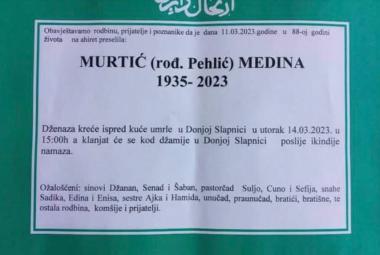 Obavještavamo rodbinu, prijatelje i poznanike da je dana 11.03.2023.godine u 88-oj godini
života na ahiret preselila:
MURTIĆ (rođ. Pehlić) MEDINA
1935- 2023
Dženaza kreće ispred kuće umrle u Donjoj Slapnici u utorak 14.03.2023. u
15:00h a klanjat će se kod džamije u Donjoj Slapnici poslije ikindije
namaza.
Ožalošćeni: sinovi Džanan, Senad i Šaban, pastorčad Suljo, Cuno i Sefija, snahe
Sadika, Edina i Enisa, sestre Ajka i Hamida, unučad, praunučad, bratići, bratišne, te
ostala rodbina, komšije i prijatelji.